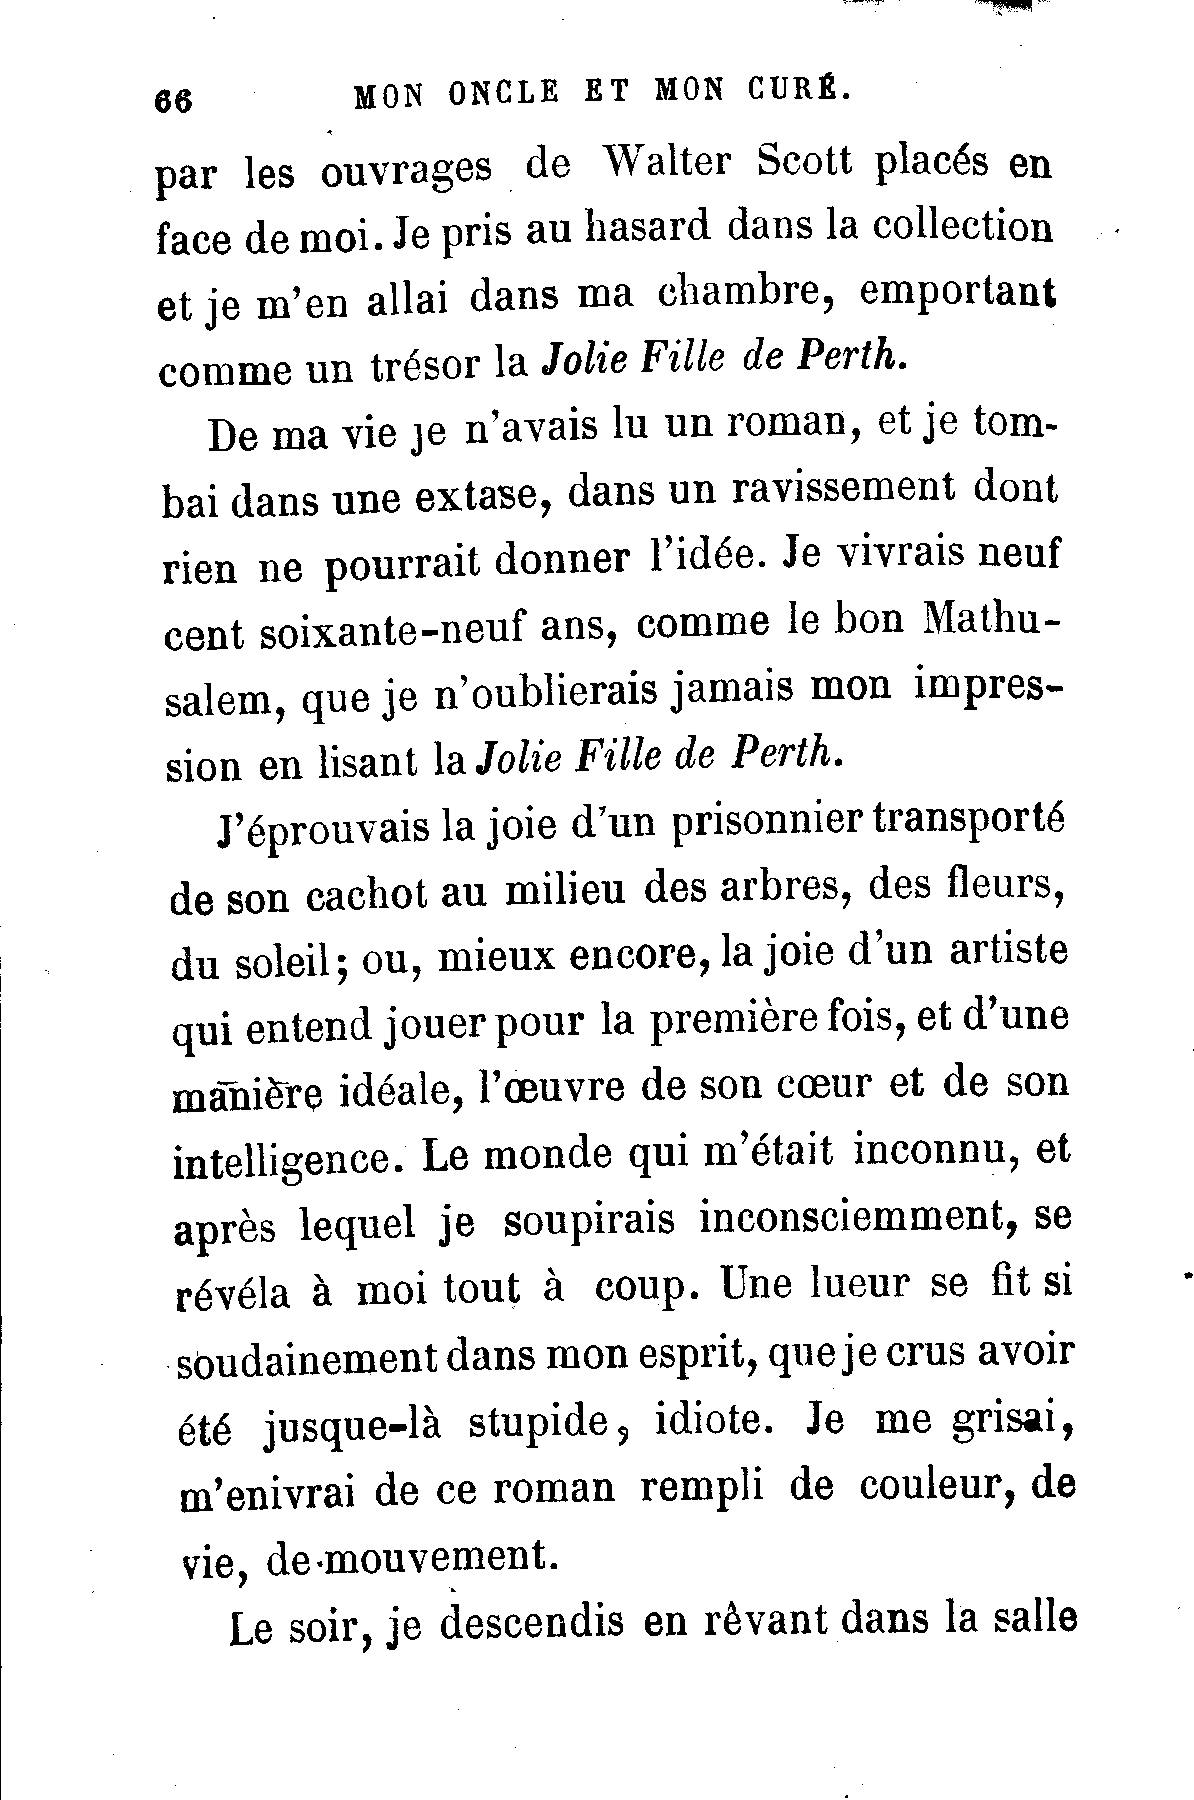 66 MON ONCLE ET MON CURÉ.
par les ouvrages de Walter Scott placés en
face de moi. Je pris au hasard dans la collection
et je m'en allai dans ma chambre, emportant
comme un trésor la Jolie Fille de Perth.
De ma vie je n'avais lu un roman, et je tom-
bai dans une extase, dans un ravissement dont
rien ne pourrait donner l'idée. Je vivrais neuf
cent soixante-neuf ans, comme le bon Mathu-
salem, que je n'oublierais jamais mon impres-
sion en lisant la Jolie Fille de Perth.
J'éprouvais la joie d'un prisonnier transporté
de son cachot au milieu des arbres, des fleurs,
du soleil; ou, mieux encore, la joie d'un artiste
qui entend jouer pour la première fois, et d'une
manière idéale, l'œuvre de son cœur et de son
intelligence. Le monde qui m'était inconnu, et
après lequel je soupirais inconsciemment, se
révéla à moi tout à coup. Une lueur se fit si
soudainement dans mon esprit, que je crus avoir
été jusque-là stupide, idiote. Je me grisai,
m'enivrai de ce roman rempli de couleur, de
vie, de mouvement.
Le soir, je descendis en rêvant dans la salle